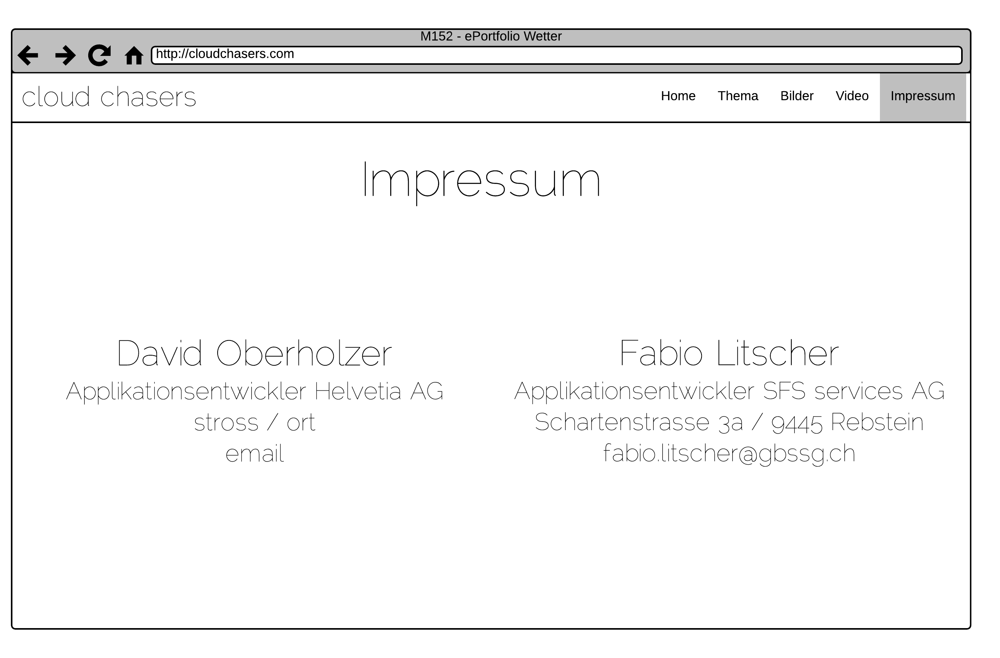 M152 - ePortfolio Wetter
http://cloudchasers.com
cloud chasers
Home Thema Bilder Video Impressum
Impressum
David Oberholzer
Applikationsentwickler Helvetia AG
stross / ort
email
Fabio Litscher
Applikationsentwickler SFS services AG
Schartenstrasse 3a / 9445 Rebstein
fabio.litscher@gbssg.ch